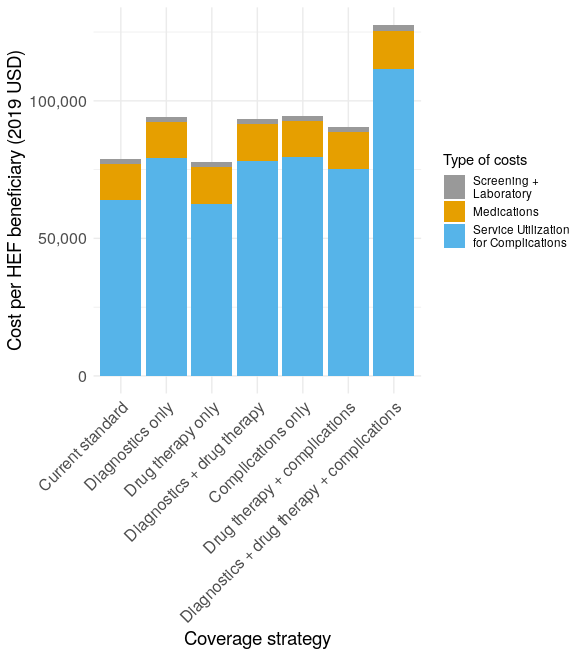 Cost per HEF beneficiary (2019 USD)
100,000
50,000
0
Current standard
Diagnostics only
Drug therapy only
Diagnostics + drug therapy
Complications only
Drug therapy + complications
Diagnostics + drug therapy + complications
Coverage strategy
Type of costs
Screening +
Laboratory
Medications
Service Utilization
for Complications